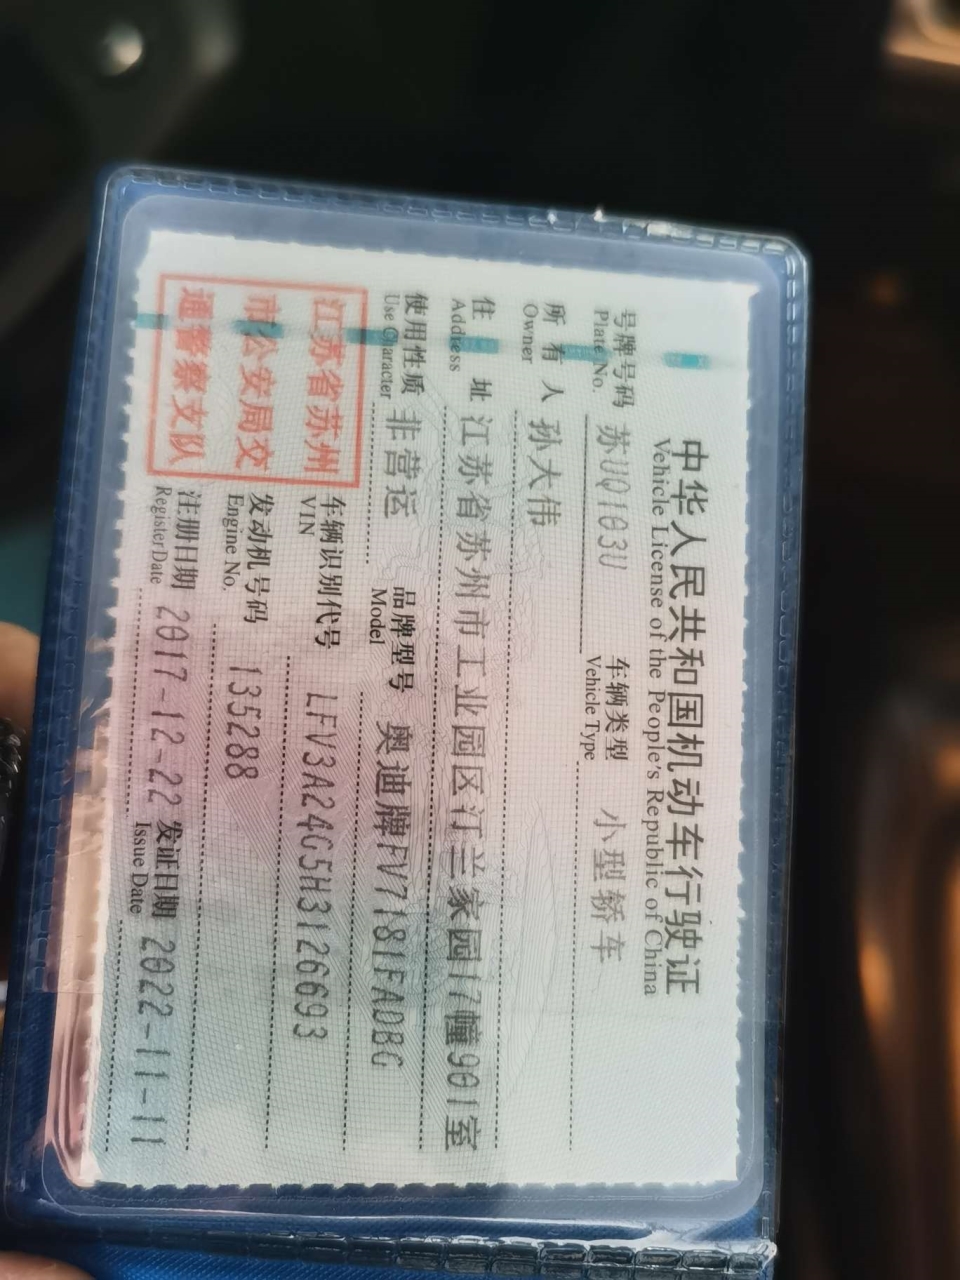 中华人民共和国机动车行驶证
Vehicle License of the People's Republic of China
号牌号码 苏UQ103U 车辆类型 小型轿车
Plate No. Vehicle Type
所有人 孙大伟
Owner
住址 江苏省苏州市工业园区汀兰家园17幢901室
Address
使用性质 非营运 品牌型号 奥迪牌FV7181FADBG
Use Character Model
江苏省苏州
市公安局交
通警察支队
车辆识别代号 LFV3A24G5H3126693
VIN
发动机号码 135288
Engine No.
注册日期 2017-12-22 发证日期 2022-11-11
Register Date Issue Date